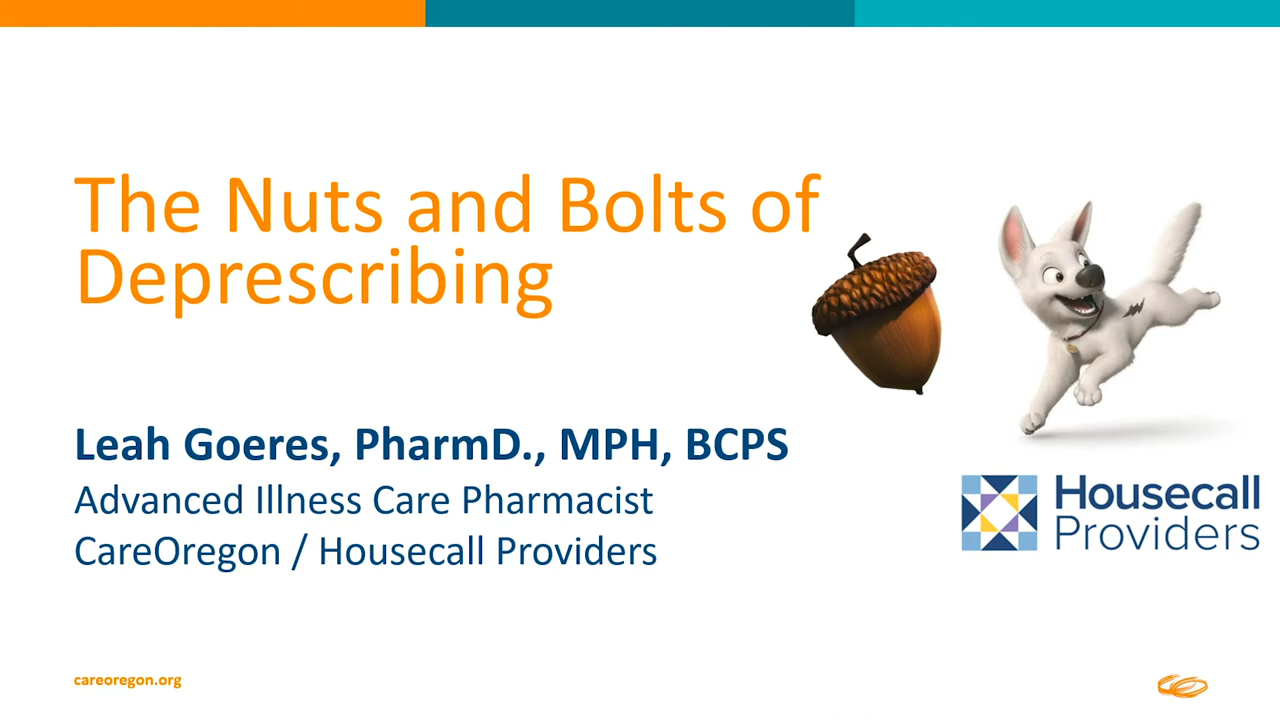 The Nuts and Bolts of
Deprescribing
Leah Goeres, PharmD., MPH, BCPS
Advanced Illness Care Pharmacist
CareOregon / Housecall Providers
Housecall
Providers
careoregon.org